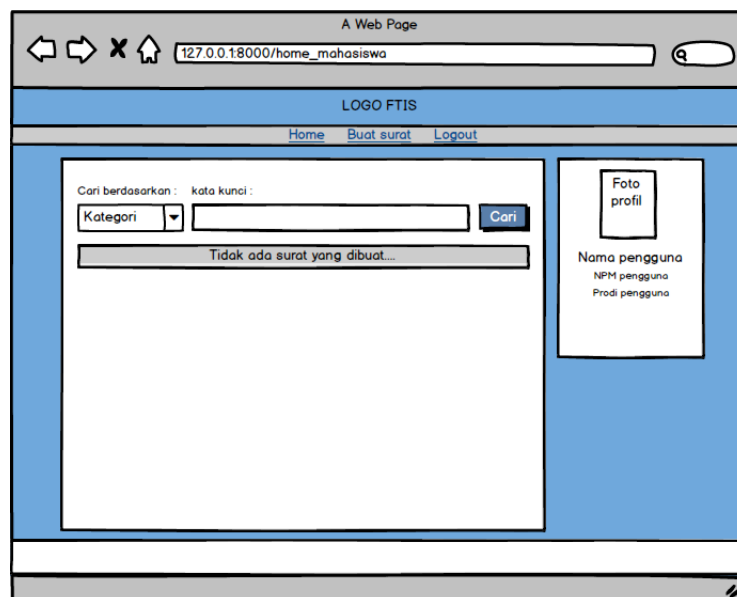 A Web Page
127.0.0.1:8000/home_mahasiswa
LOGO FTIS
Home Buat surat Logout
Cari berdasarkan : kata kunci :
Kategori Cari
Tidak ada surat yang dibuat....
Foto
profil
Nama pengguna
NPM pengguna
Prodi pengguna